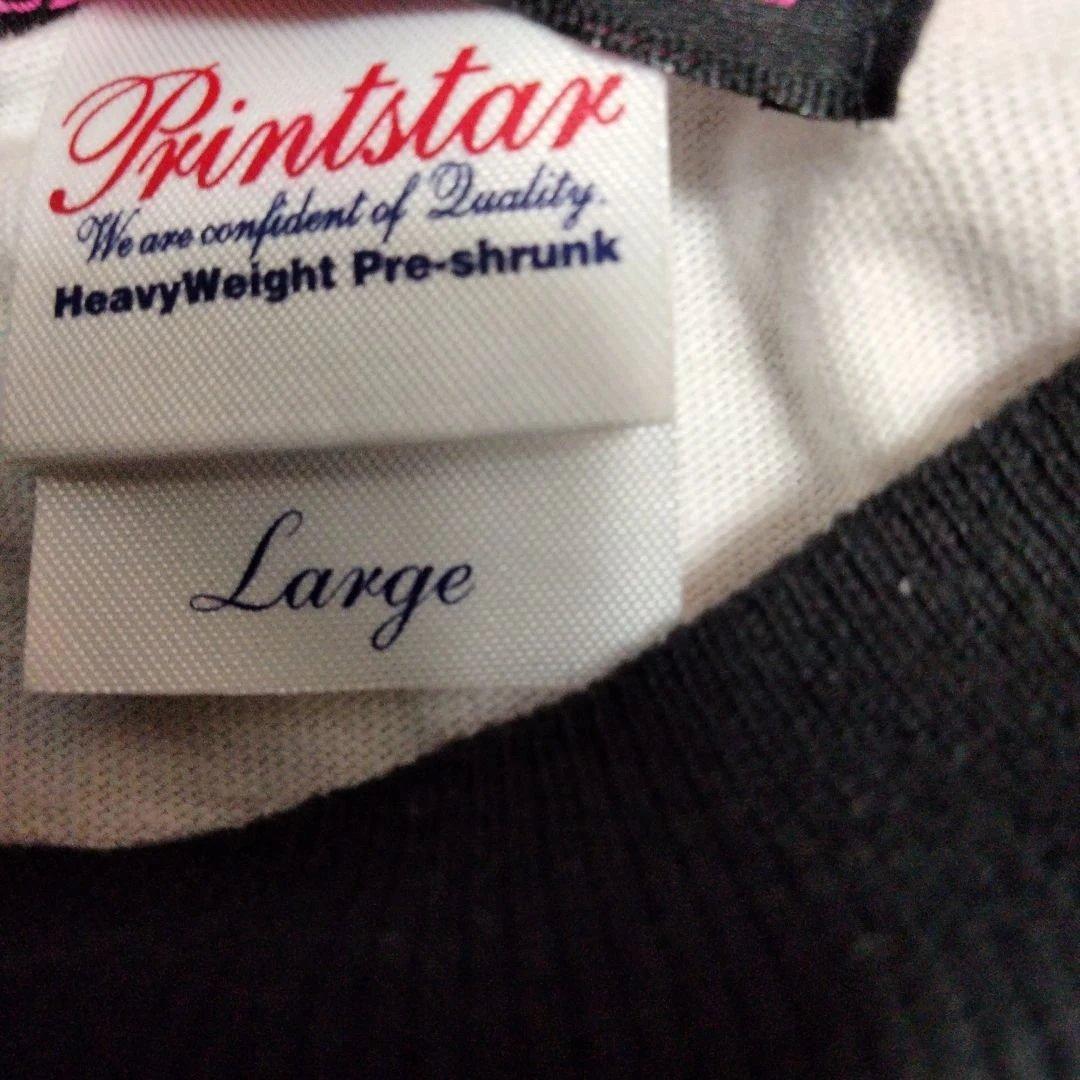 Printstar
We are confident of Quality.
HeavyWeight Pre-shrunk
Large